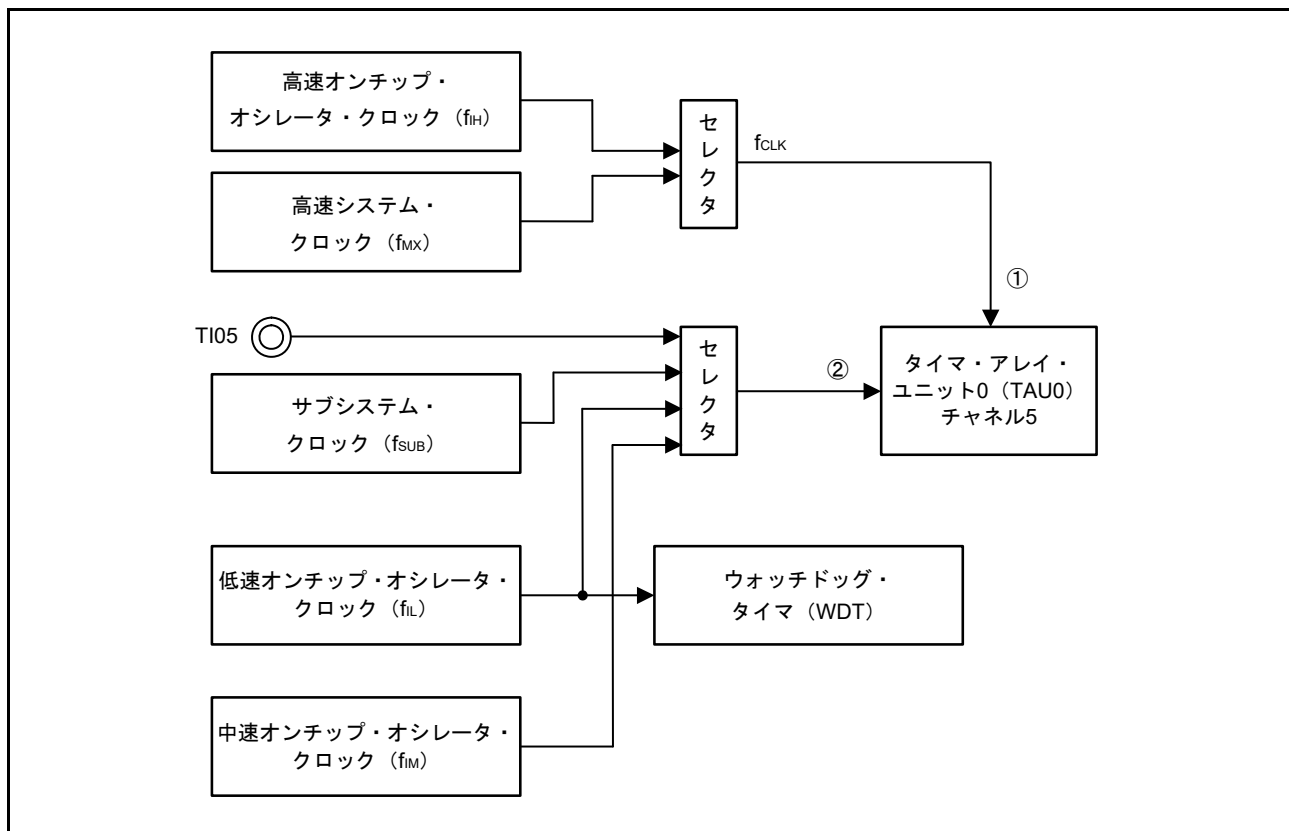 高速オンチップ・
オシレータ・クロック（fIH）
セレクタ
fCLK
高速システム・
クロック（fMX）
①
TI05
セレクタ
②
タイマ・アレイ・
ユニット0（TAU0）
チャネル5
サブシステム・
クロック（fSUB）
低速オンチップ・オシレータ・
クロック（fIL）
ウォッチドッグ・
タイマ（WDT）
中速オンチップ・オシレータ・
クロック（fIM）